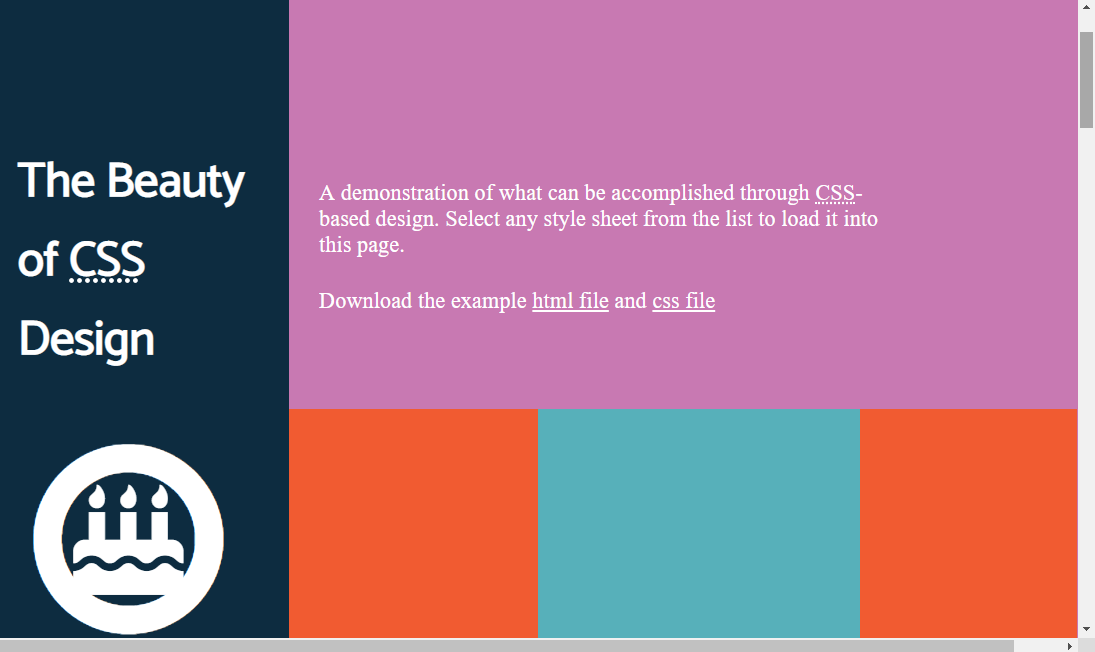 The Beauty
of CSS
Design
A demonstration of what can be accomplished through CSS-
based design. Select any style sheet from the list to load it into
this page.
Download the example html file and css file